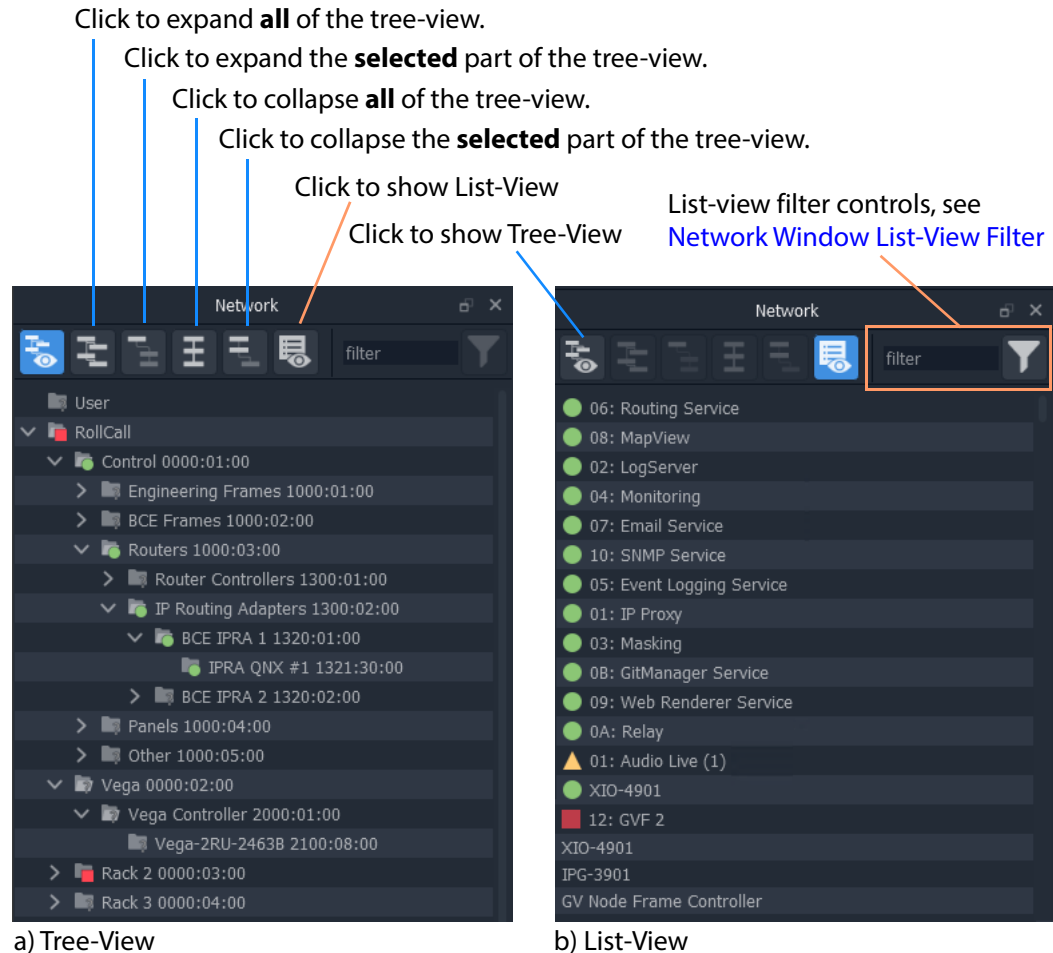 Click to expand all of the tree-view.
Click to expand the selected part of the tree-view.
Click to collapse all of the tree-view.
Click to collapse the selected part of the tree-view.
Click to show List-View
Click to show Tree-View
List-view filter controls, see
Network Window List-View Filter
Network
filter
User
RollCall
Control 0000:01:00
Engineering Frames 1000:01:00
BCE Frames 1000:02:00
Routers 1000:03:00
Router Controllers 1300:01:00
IP Routing Adapters 1300:02:00
BCE IPRA 1 1320:01:00
IPRA QNX #1 1321:30:00
BCE IPRA 2 1320:02:00
Panels 1000:04:00
Other 1000:05:00
Vega 0000:02:00
Vega Controller 2000:01:00
Vega-2RU-2463B 2100:08:00
Rack 2 0000:03:00
Rack 3 0000:04:00
a) Tree-View
Network
filter
06: Routing Service
08: MapView
02: LogServer
04: Monitoring
07: Email Service
10: SNMP Service
05: Event Logging Service
01: IP Proxy
03: Masking
0B: GitManager Service
09: Web Renderer Service
0A: Relay
01: Audio Live (1)
XIO-4901
12: GVF 2
XIO-4901
IPG-3901
GV Node Frame Controller
b) List-View